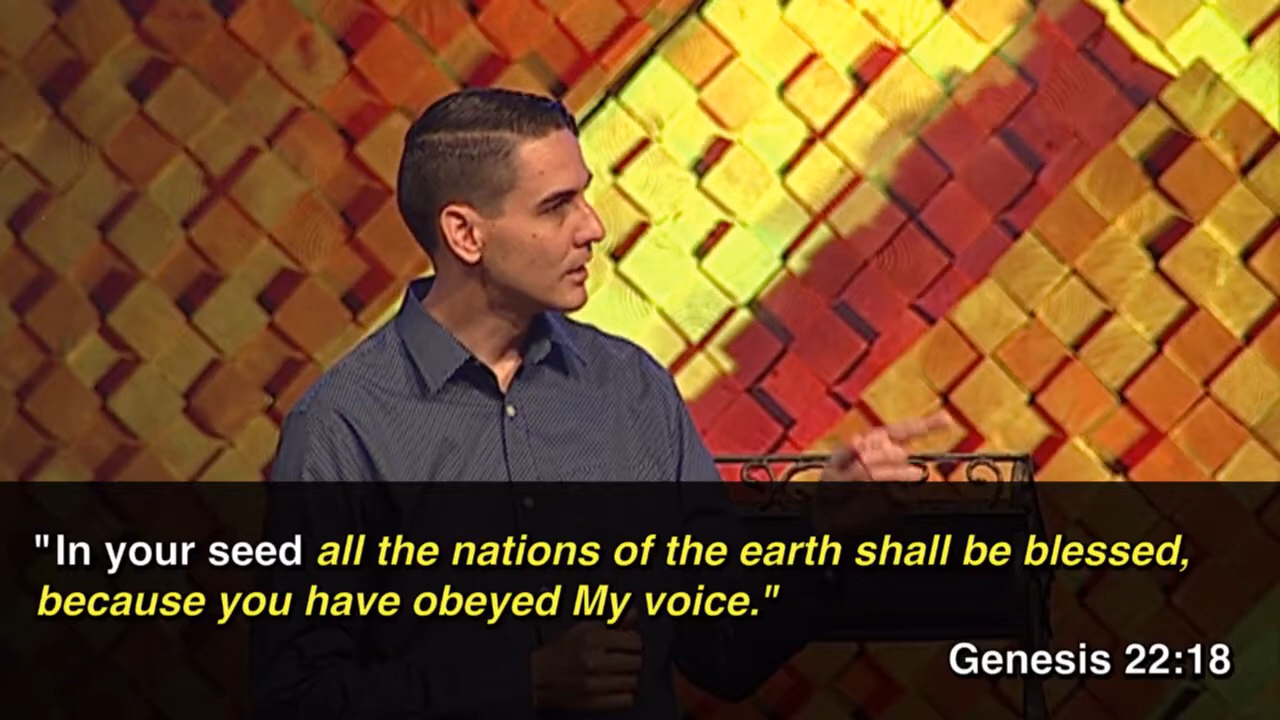 "In your seed all the nations of the earth shall be blessed,
because you have obeyed My voice."
Genesis 22:18